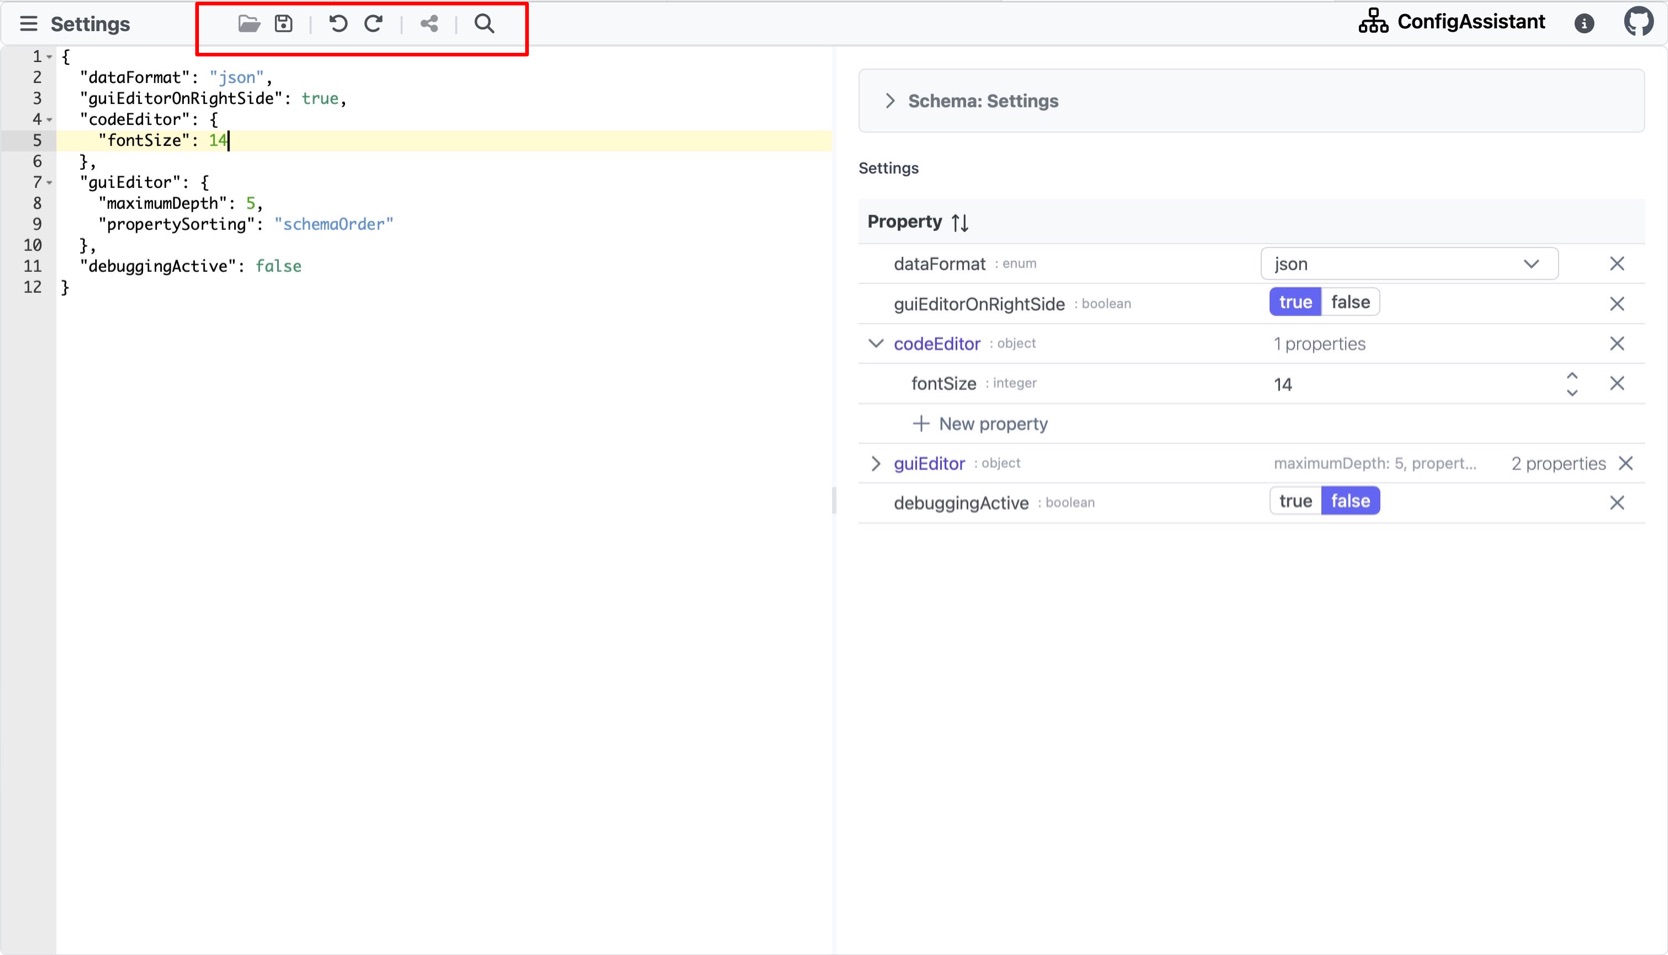 Settings
ConfigAssistant
1 {
2 "dataFormat": "json",
3 "guiEditorOnRightSide": true,
4 "codeEditor": {
5 "fontSize": 14
6 },
7 "guiEditor": {
8 "maximumDepth": 5,
9 "propertySorting": "schemaOrder"
10 },
11 "debuggingActive": false
12 }
Schema: Settings
Settings
Property
dataFormat : enum json
guiEditorOnRightSide : boolean true false
codeEditor : object 1 properties
fontSize : integer 14
New property
guiEditor : object maximumDepth: 5, propert... 2 properties
debuggingActive : boolean true false